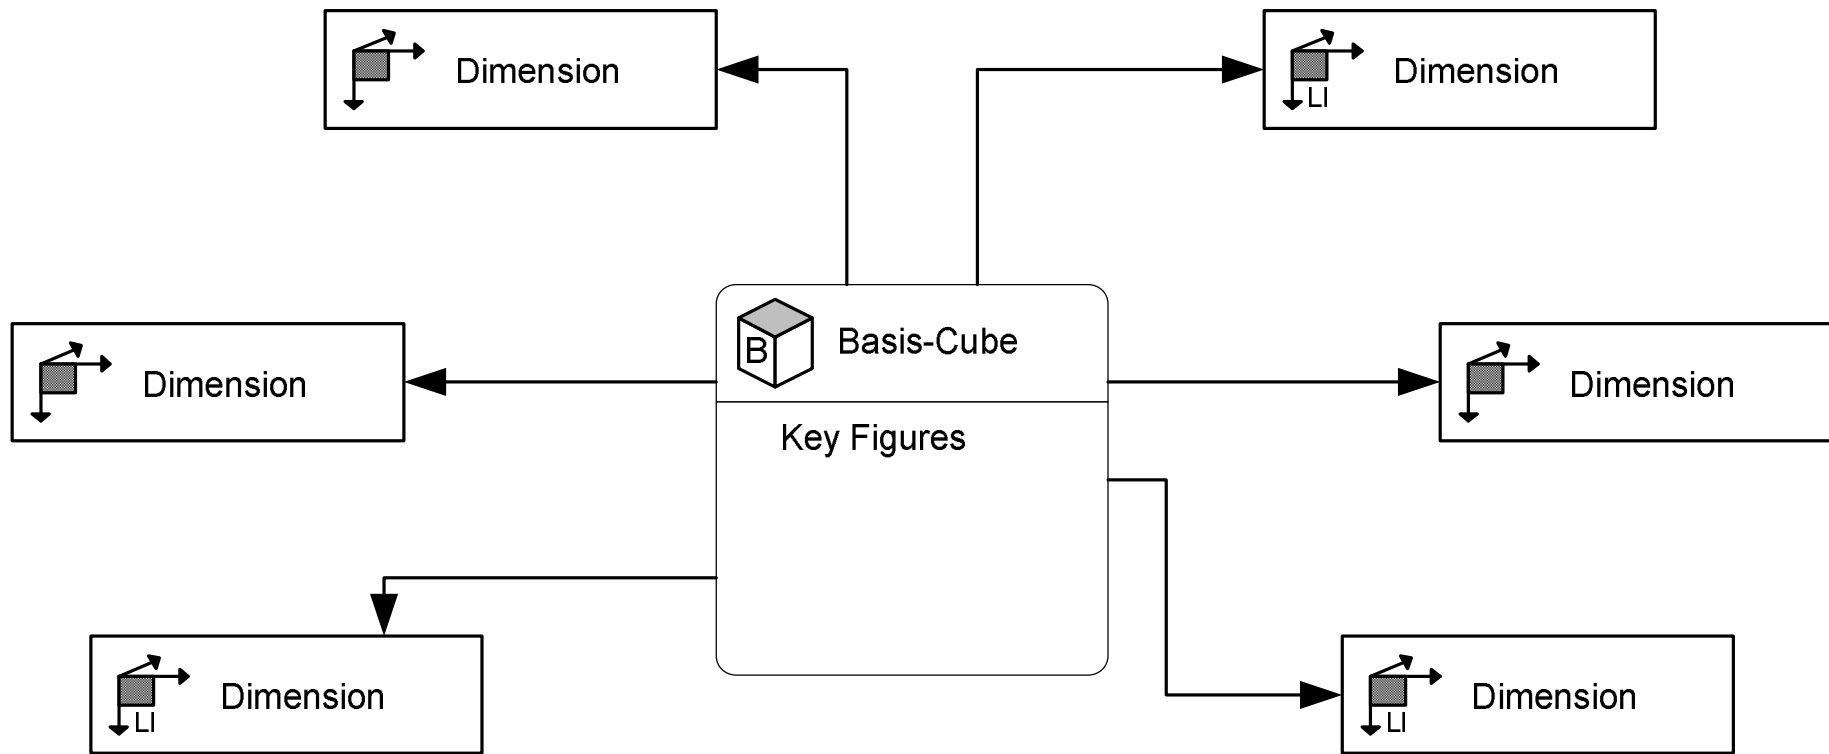 Dimension
LI
Dimension
B
Basis-Cube
Dimension
Dimension
Key Figures
LI
Dimension
LI
Dimension